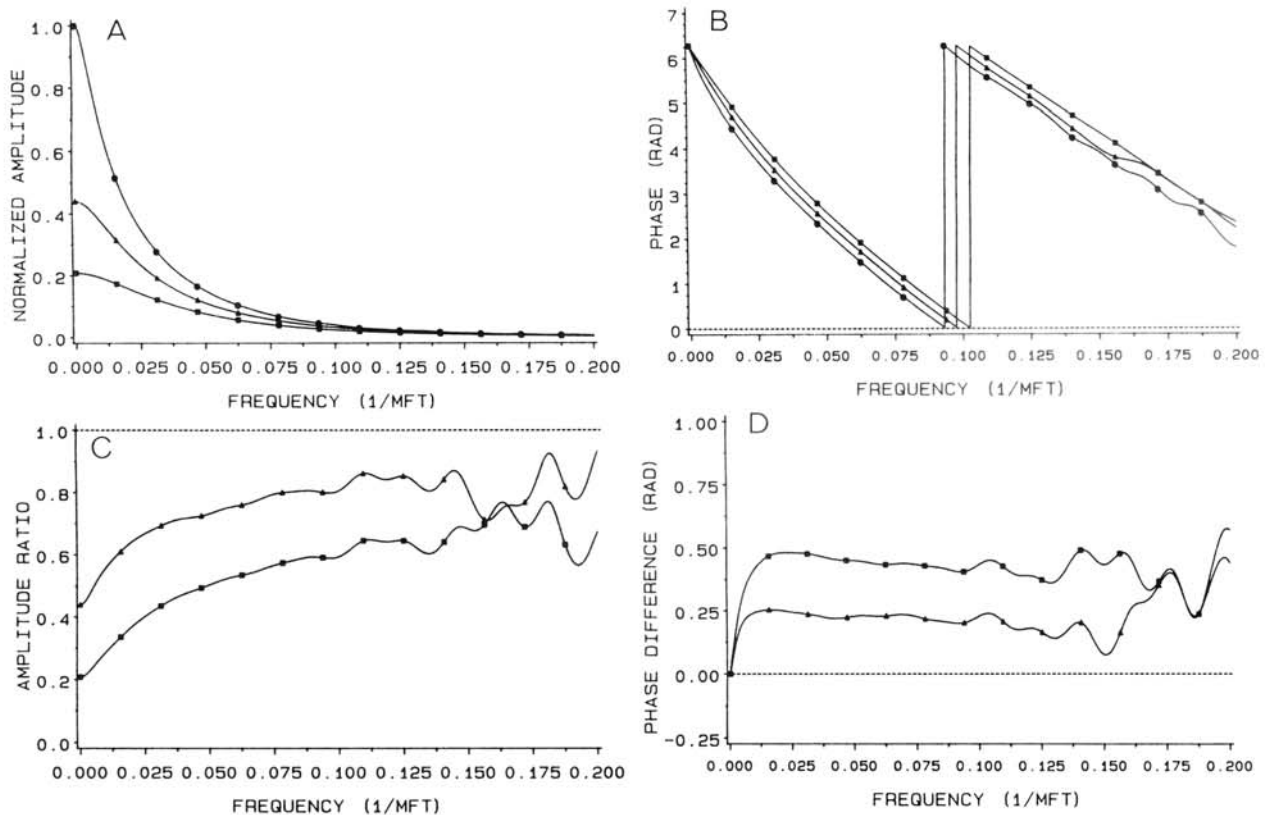 A
1.0
0.8
0.6
0.4
0.2
0.0
NORMALIZED AMPLITUDE
0.000 0.025 0.050 0.075 0.100 0.125 0.150 0.175 0.200
FREQUENCY (1/MFT)
B
7
6
5
4
3
2
1
0
PHASE (RAD)
0.000 0.025 0.050 0.075 0.100 0.125 0.150 0.175 0.200
FREQUENCY (1/MFT)
C
1.0
0.8
0.6
0.4
0.2
0.0
AMPLITUDE RATIO
0.000 0.025 0.050 0.075 0.100 0.125 0.150 0.175 0.200
FREQUENCY (1/MFT)
D
1.00
0.75
0.50
0.25
0.00
-0.25
PHASE DIFFERENCE (RAD)
0.000 0.025 0.050 0.075 0.100 0.125 0.150 0.175 0.200
FREQUENCY (1/MFT)